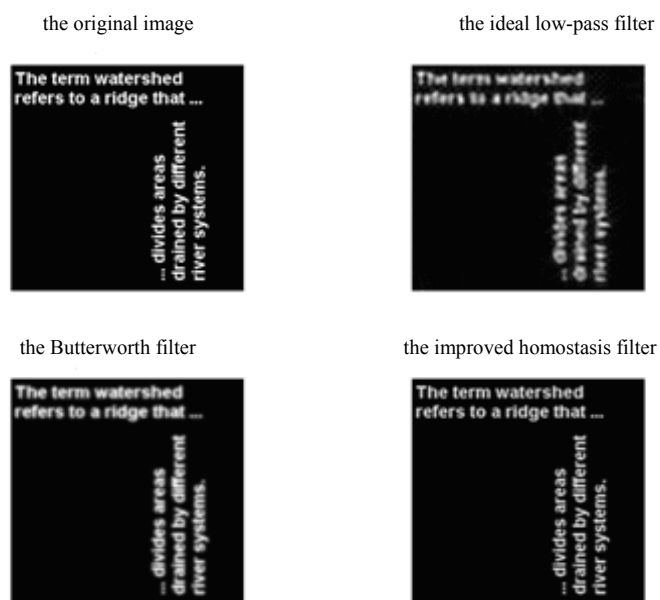 the original image
The term watershed
refers to a ridge that ...
... divides areas
drained by different
river systems.
the ideal low-pass filter
The term watershed
refers to a ridge that ...
... divides areas
drained by different
river systems.
the Butterworth filter
The term watershed
refers to a ridge that ...
... divides areas
drained by different
river systems.
the improved homostasis filter
The term watershed
refers to a ridge that ...
... divides areas
drained by different
river systems.